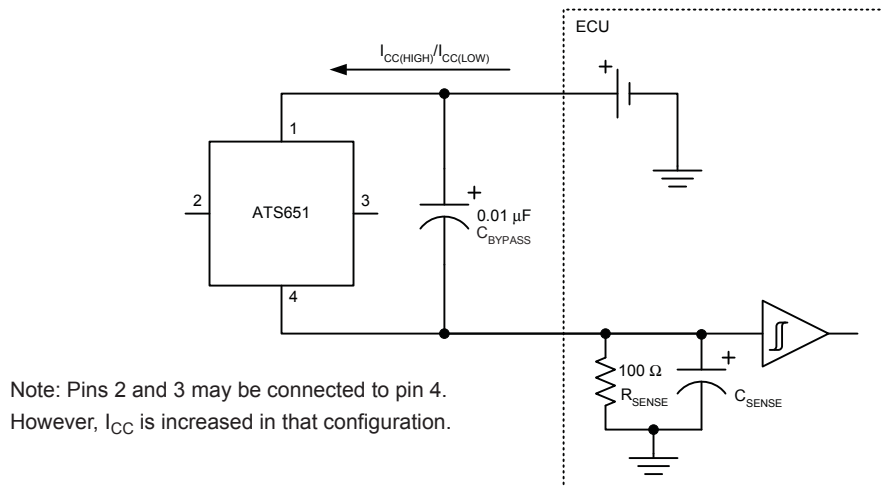 ECU
I_CC(HIGH)/I_CC(LOW)
+
1
2
ATS651
3
+
0.01 µF
C_BYPASS
4
100 Ω
R_SENSE
+
C_SENSE
Note: Pins 2 and 3 may be connected to pin 4.
However, I_CC is increased in that configuration.